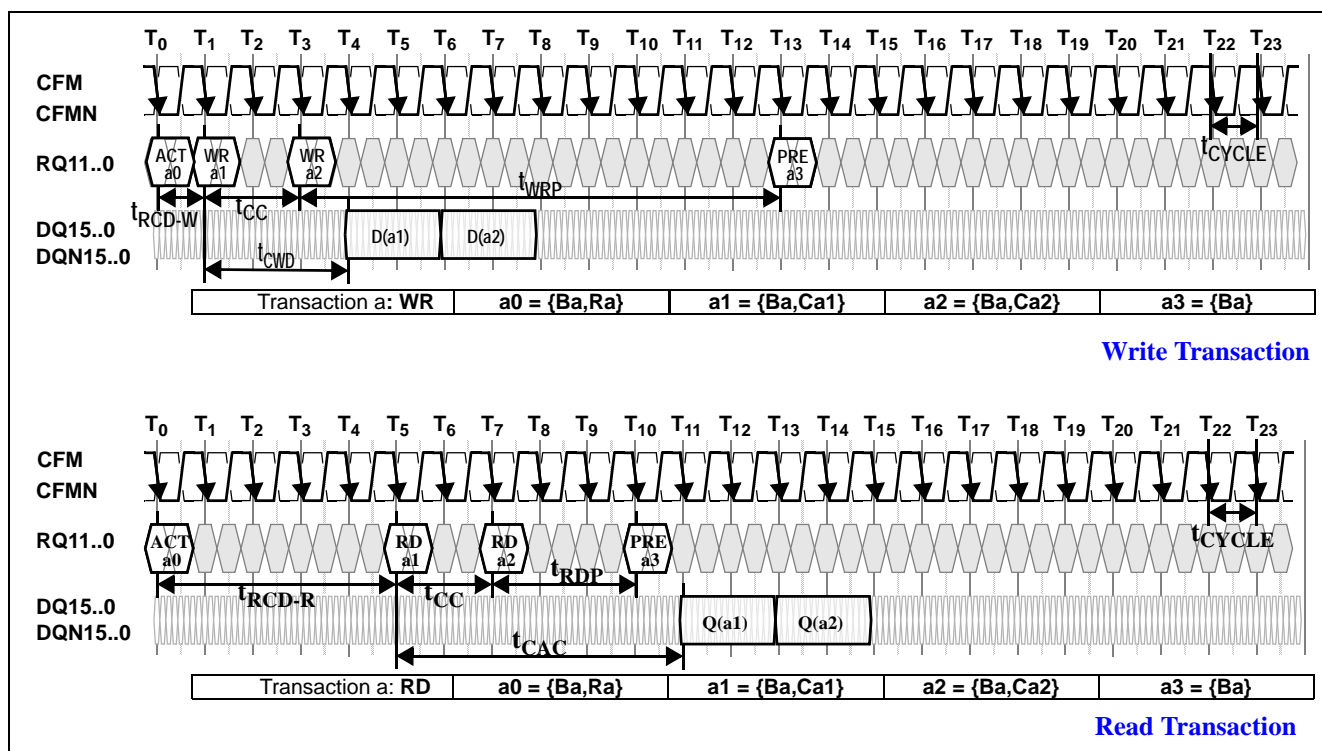 T0 T1 T2 T3 T4 T5 T6 T7 T8 T9 T10 T11 T12 T13 T14 T15 T16 T17 T18 T19 T20 T21 T22 T23
CFM
CFMN
RQ11..0
ACT a0
WR a1
WR a2
PRE a3
tCYCLE
tWRP
tRCD-W
tCC
DQ15..0
DQN15..0
D(a1)
D(a2)
tCWD
Transaction a: WR
a0 = {Ba,Ra}
a1 = {Ba,Ca1}
a2 = {Ba,Ca2}
a3 = {Ba}
Write Transaction
T0 T1 T2 T3 T4 T5 T6 T7 T8 T9 T10 T11 T12 T13 T14 T15 T16 T17 T18 T19 T20 T21 T22 T23
CFM
CFMN
RQ11..0
ACT a0
RD a1
RD a2
PRE a3
tCYCLE
tRCD-R
tCC
tRDP
DQ15..0
DQN15..0
Q(a1)
Q(a2)
tCAC
Transaction a: RD
a0 = {Ba,Ra}
a1 = {Ba,Ca1}
a2 = {Ba,Ca2}
a3 = {Ba}
Read Transaction